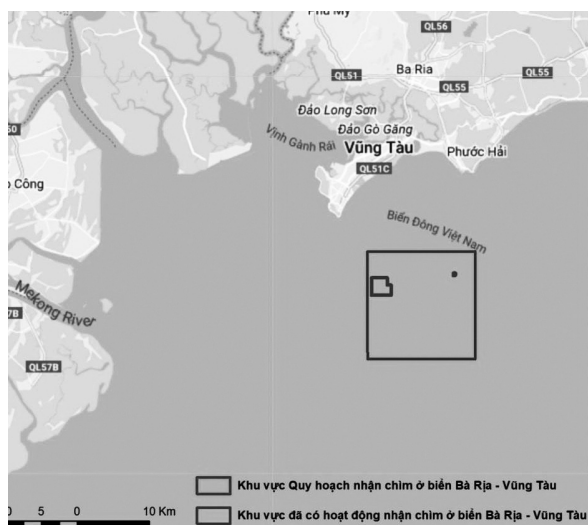 Phú Mỹ
QL56
QL51
Ba Ria
QL55
QL55
Đảo Long Sơn
Đảo Gò Găng
Vịnh Gành Rái
Vũng Tàu
Phước Hải
QL51C
Công
Biển Đông Việt Nam
Mekong River
QL57B
Khu vực Quy hoạch nhận chìm ở biển Bà Rịa - Vũng Tàu
Khu vực đã có hoạt động nhận chìm ở biển Bà Rịa - Vũng Tàu
0 5 0 10 Km